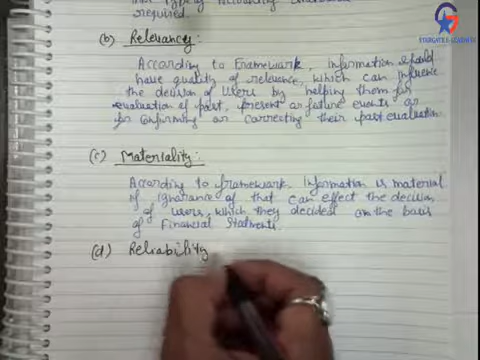 required.
(b) Relevancy:
According to Framework, information should
have quality of relevence, which can influence
the decision of users by helping them for
evaluation of past, present or future events or
for confirming or correcting their past evaluation.
(c) Materiality:
According to framework. Information is material
if ignorance of that can effect the decision
of users, which they decided on the basis
of Financial Statments.
(d) Reliability